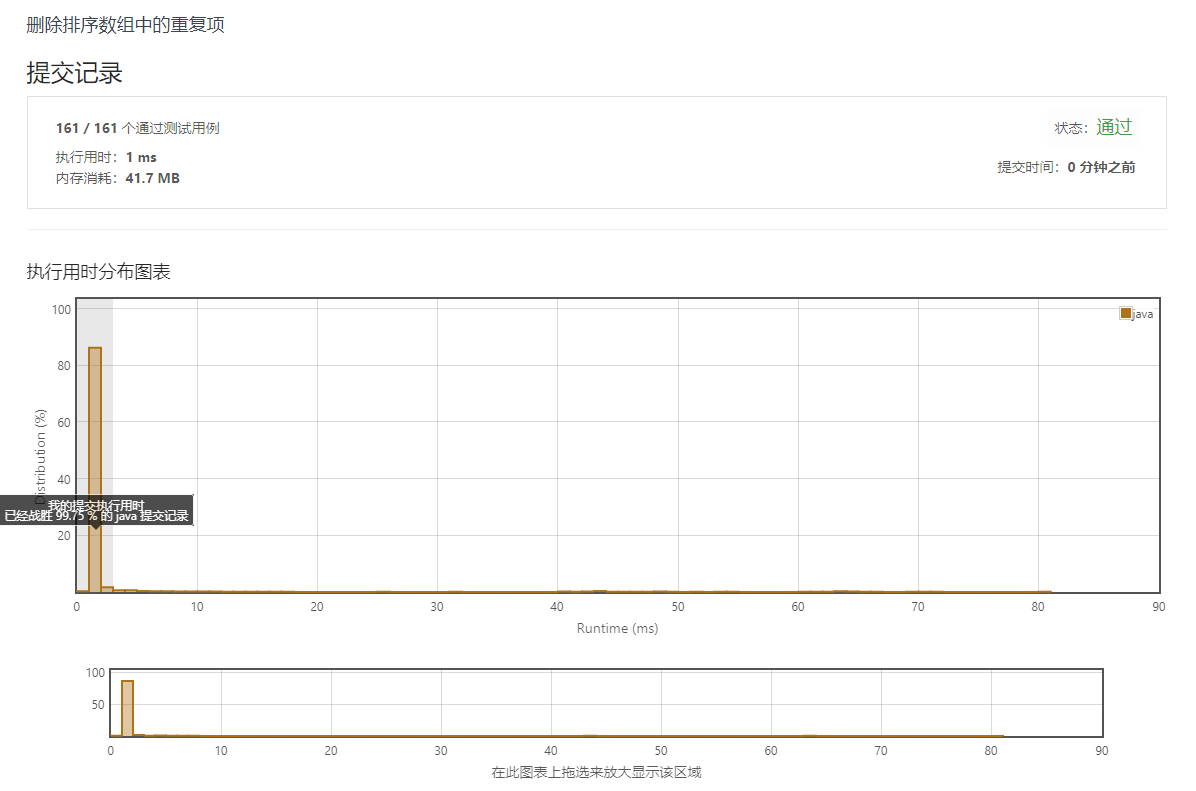 删除排序数组中的重复项
提交记录
161 / 161 个通过测试用例
状态：通过
执行用时：1 ms
内存消耗：41.7 MB
提交时间：0 分钟之前
执行用时分布图表
java
Distribution (%)
100
80
60
40
20
我的提交执行用时
已经战胜 99.75 % 的 java 提交记录
0 10 20 30 40 50 60 70 80 90
Runtime (ms)
100
50
0 10 20 30 40 50 60 70 80 90
在此图表上拖选来放大显示该区域